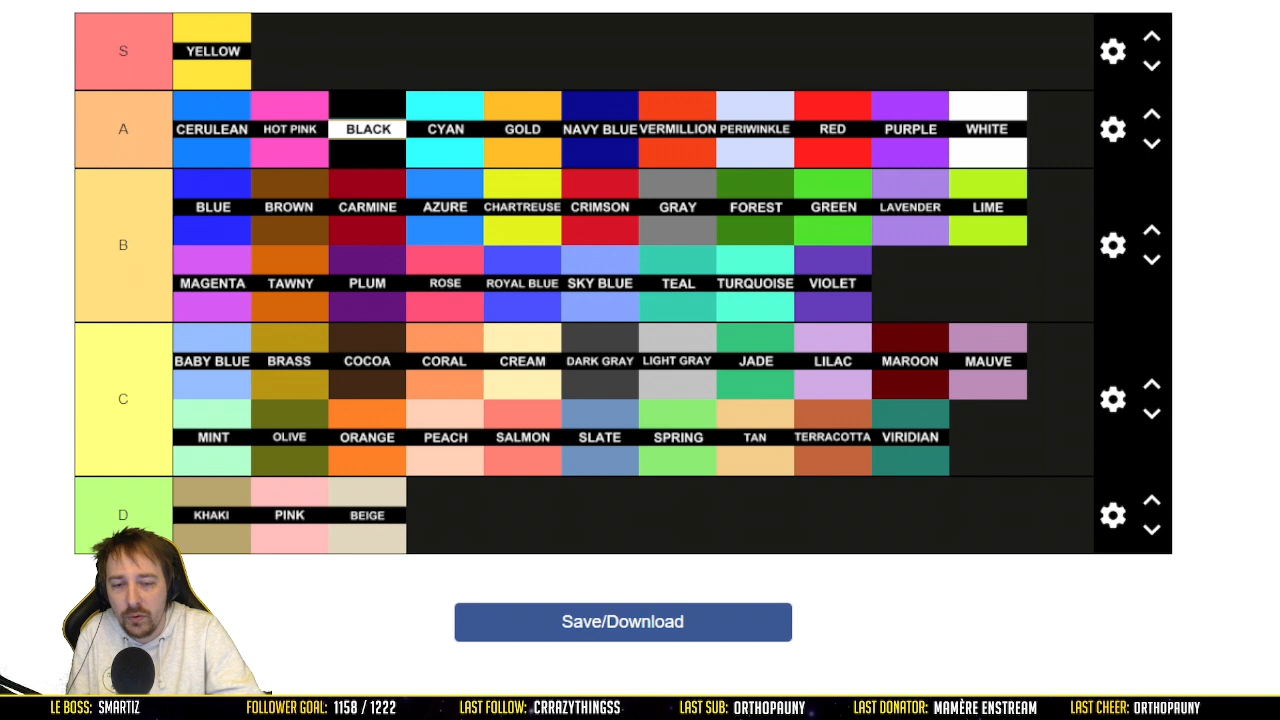 S
YELLOW
A
CERULEAN HOT PINK BLACK CYAN GOLD NAVY BLUE VERMILLION PERIWINKLE RED PURPLE WHITE
B
BLUE BROWN CARMINE AZURE CHARTREUSE CRIMSON GRAY FOREST GREEN LAVENDER LIME
MAGENTA TAWNY PLUM ROSE ROYAL BLUE SKY BLUE TEAL TURQUOISE VIOLET
C
BABY BLUE BRASS COCOA CORAL CREAM DARK GRAY LIGHT GRAY JADE LILAC MAROON MAUVE
MINT OLIVE ORANGE PEACH SALMON SLATE SPRING TAN TERRACOTTA VIRIDIAN
D
KHAKI PINK BEIGE
Save/Download
LE BOSS: SMARTIZ FOLLOWER GOAL: 1158 / 1222 LAST FOLLOW: CRRAZYTHINGSS LAST SUB: ORTHOPAUNY LAST DONATOR: MAMÈRE ENSTREAM LAST CHEER: ORTHOPAUNY